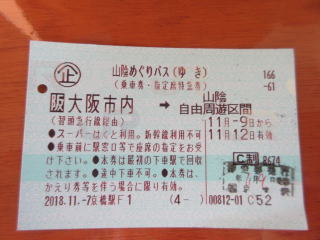 企 山陰めぐりパス(ゆき) 166
(乗車券・指定席特急券) -61
阪大阪市内 → 山陰
自由周遊区間
(智頭急行線経由) 11月-9日から
●スーパーはくと利用。新幹線利用不可 11月12日有効
●乗車前に駅窓口等で座席の指定をお受
け下さい。●本券は最初の下車駅で回収
されます。●途中下車不可。●本券は、
かえり券等を伴う場合に限り有効。
C制 8674
2018.11.-7京橋駅F1 (4-) 00812-01 C52